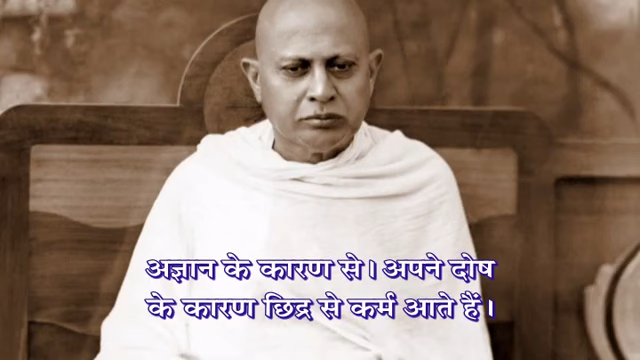 अज्ञान के कारण से। अपने दोष
के कारण छिद्र से कर्म आते हैं।